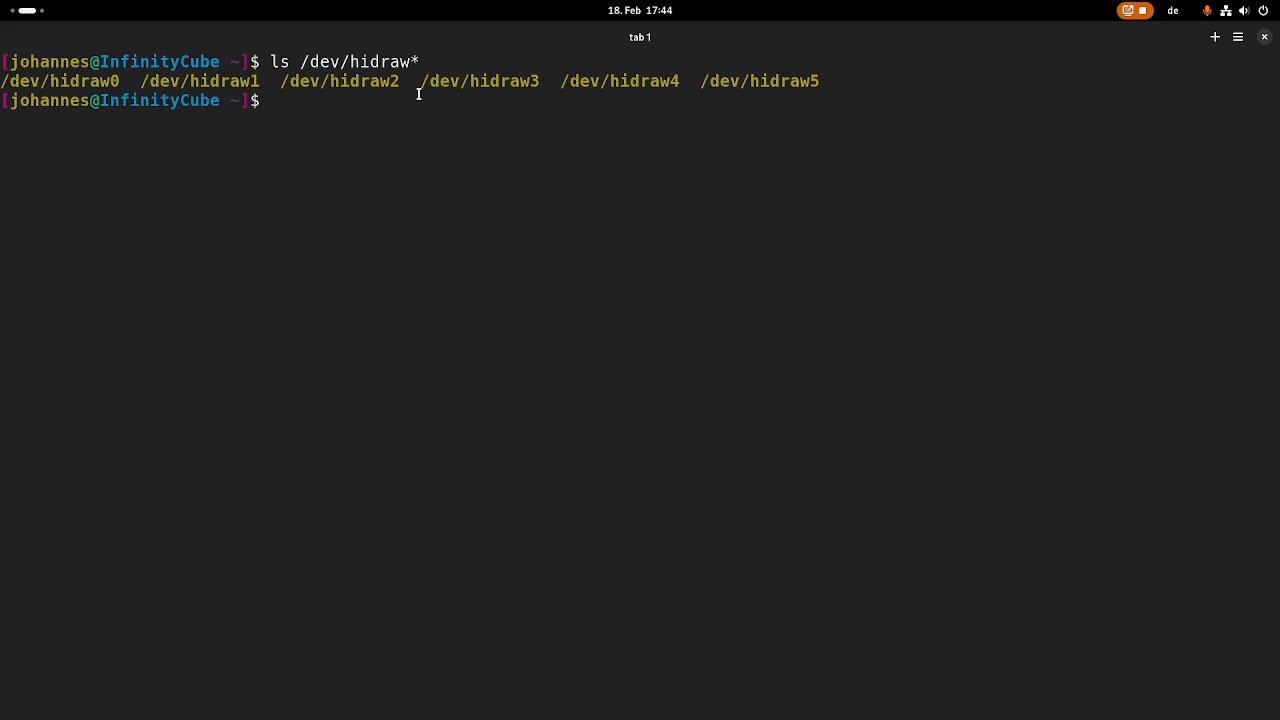 18. Feb 17:44
de
tab 1
[johannes@InfinityCube ~]$ ls /dev/hidraw*
/dev/hidraw0  /dev/hidraw1  /dev/hidraw2  /dev/hidraw3  /dev/hidraw4  /dev/hidraw5
[johannes@InfinityCube ~]$